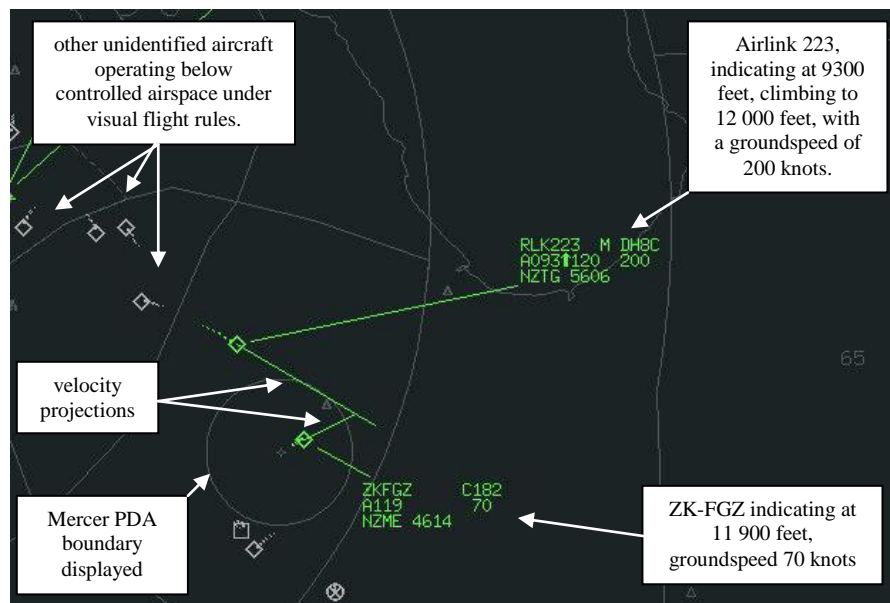 other unidentified aircraft
operating below
controlled airspace under
visual flight rules.
Airlink 223,
indicating at 9300
feet, climbing to
12 000 feet, with
a groundspeed of
200 knots.
RLK223 M DH8C
A093⬆120 200
NZTG 5606
65
velocity
projections
ZKFGZ C182
A119 70
NZME 4614
Mercer PDA
boundary
displayed
ZK-FGZ indicating at
11 900 feet,
groundspeed 70 knots